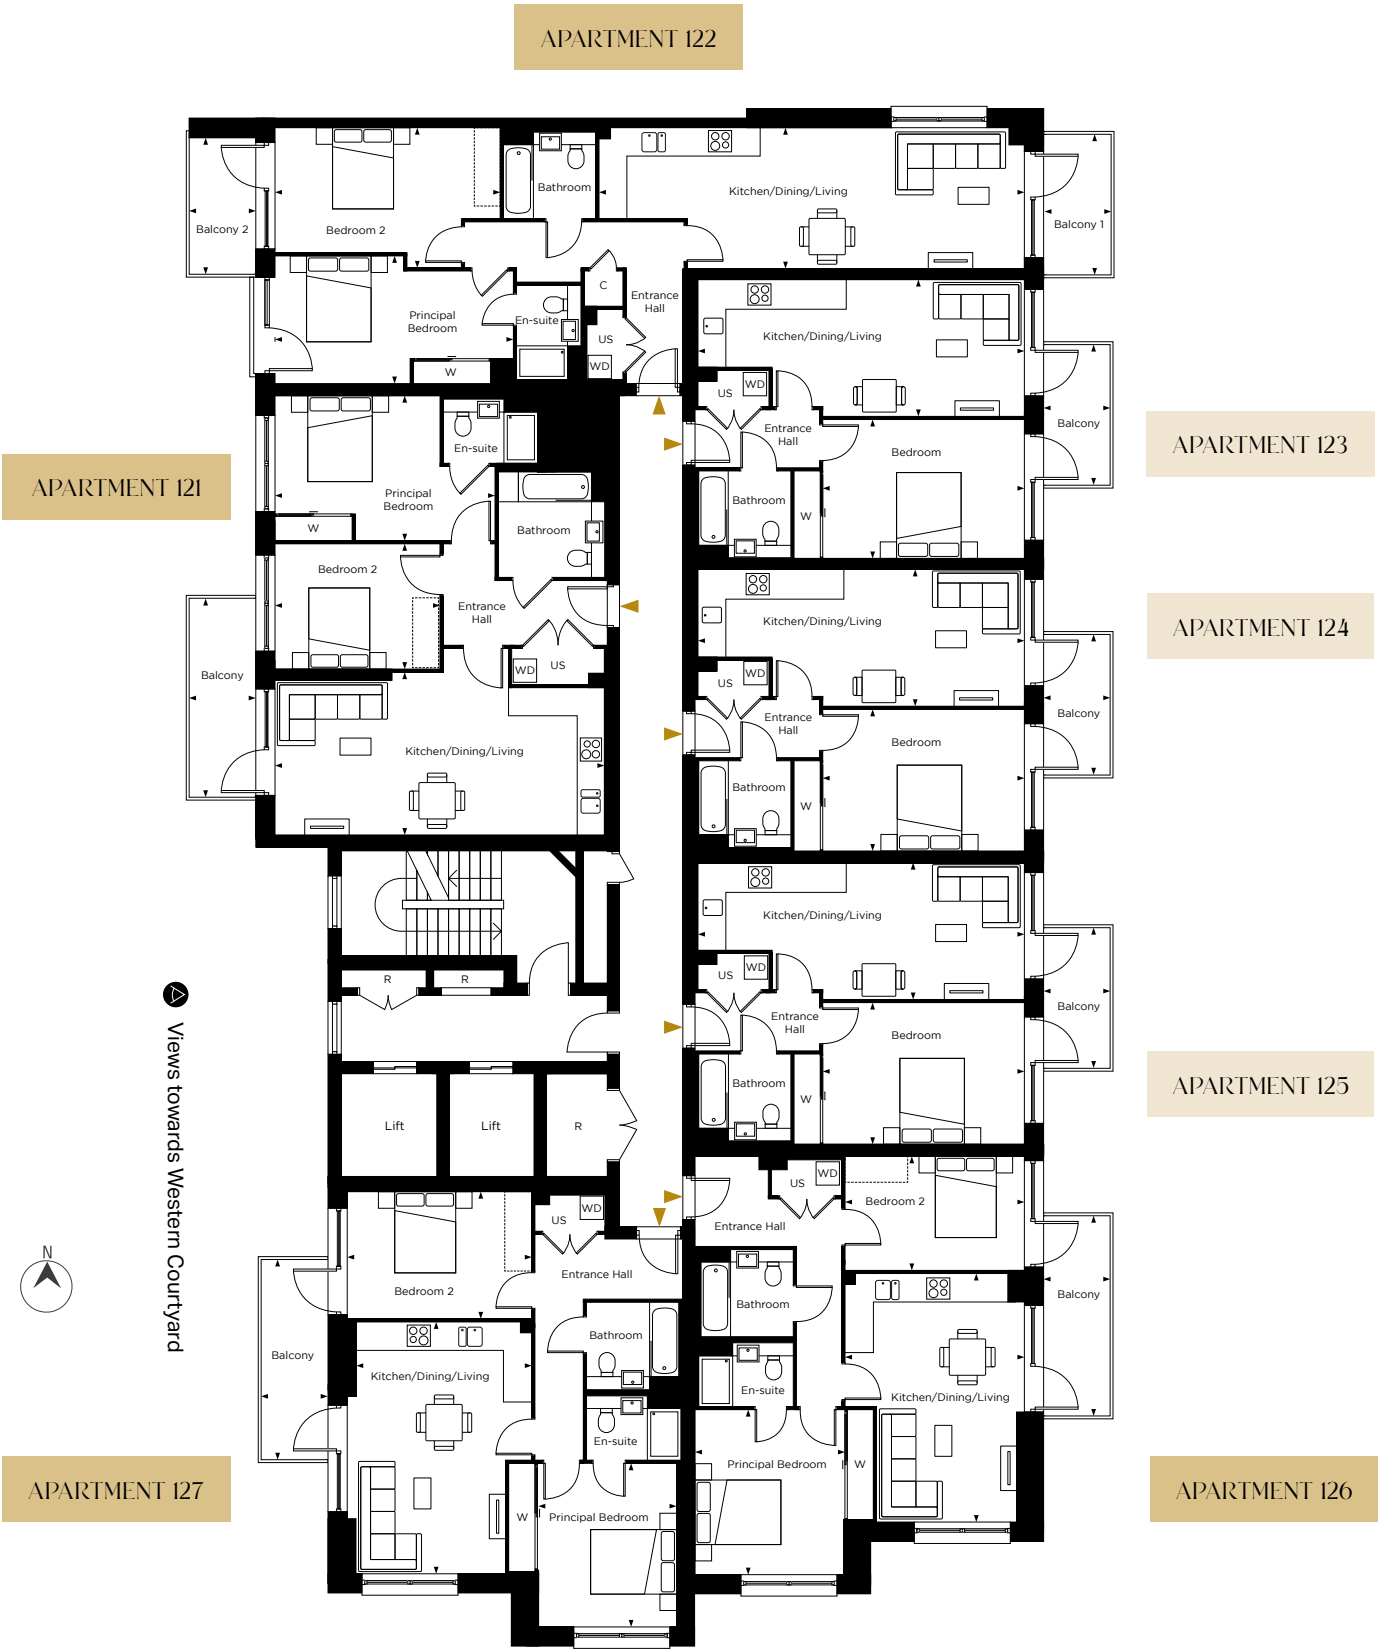 APARTMENT 122
Balcony 2
Bedroom 2
Bathroom
Kitchen/Dining/Living
Balcony 1
Principal
Bedroom
W
En-suite
C
US
WD
Entrance
Hall
APARTMENT 121
Principal
Bedroom
W
En-suite
Bathroom
Bedroom 2
Entrance
Hall
WD
US
Balcony
Kitchen/Dining/Living
APARTMENT 123
Kitchen/Dining/Living
US
WD
Entrance
Hall
Bathroom
W
Bedroom
Balcony
APARTMENT 124
Kitchen/Dining/Living
US
WD
Entrance
Hall
Bathroom
W
Bedroom
Balcony
APARTMENT 125
Kitchen/Dining/Living
US
WD
Entrance
Hall
Bathroom
W
Bedroom
Balcony
R
R
Lift
Lift
R
Views towards Western Courtyard
N
APARTMENT 127
Bedroom 2
US
WD
Entrance Hall
Bathroom
Balcony
Kitchen/Dining/Living
En-suite
W
Principal Bedroom
APARTMENT 126
US
WD
Bedroom 2
Entrance Hall
Bathroom
Balcony
En-suite
Kitchen/Dining/Living
Principal Bedroom
W